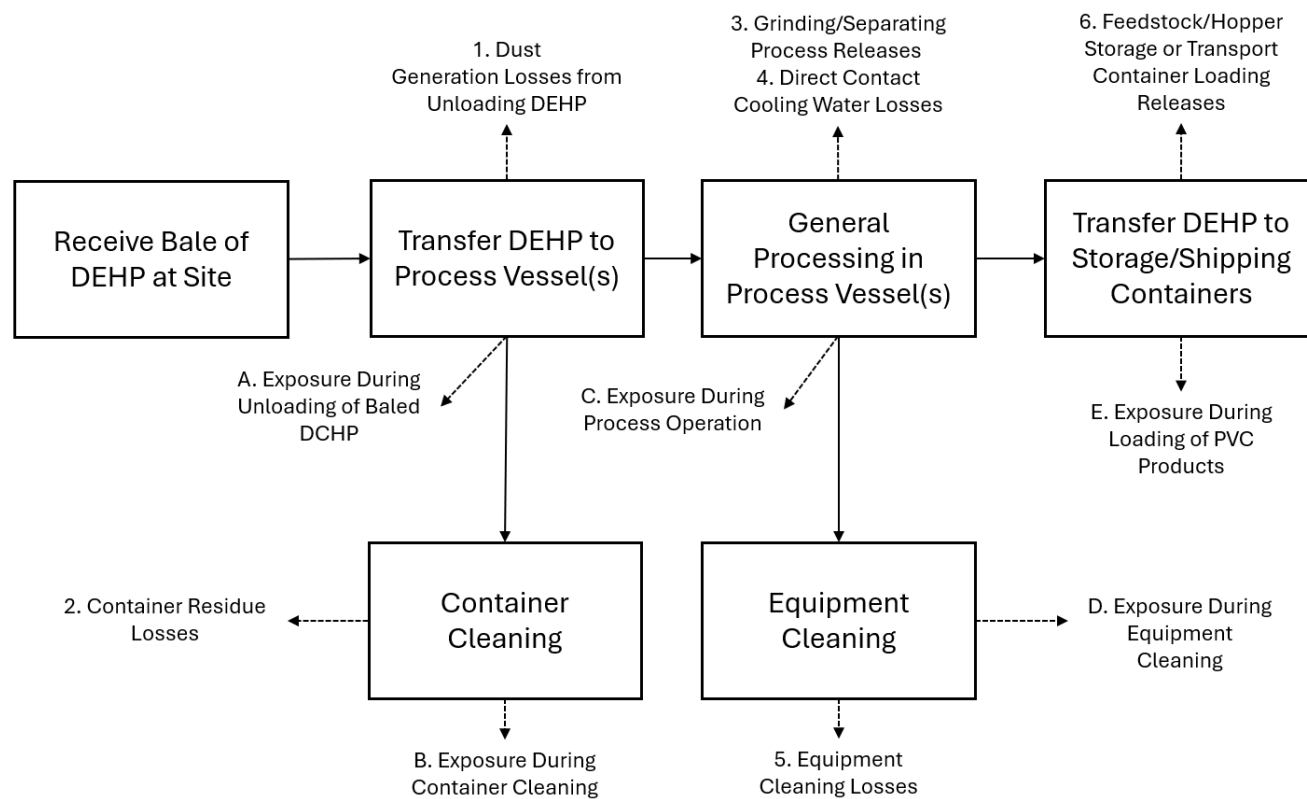 1. Dust
Generation Losses from
Unloading DEHP
3. Grinding/Separating
Process Releases
4. Direct Contact
Cooling Water Losses
6. Feedstock/Hopper
Storage or Transport
Container Loading
Releases
Receive Bale of
DEHP at Site
Transfer DEHP to
Process Vessel(s)
General
Processing in
Process Vessel(s)
Transfer DEHP to
Storage/Shipping
Containers
A. Exposure During
Unloading of Baled
DCHP
C. Exposure During
Process Operation
E. Exposure During
Loading of PVC
Products
2. Container Residue
Losses
Container
Cleaning
Equipment
Cleaning
D. Exposure During
Equipment
Cleaning
B. Exposure During
Container Cleaning
5. Equipment
Cleaning Losses